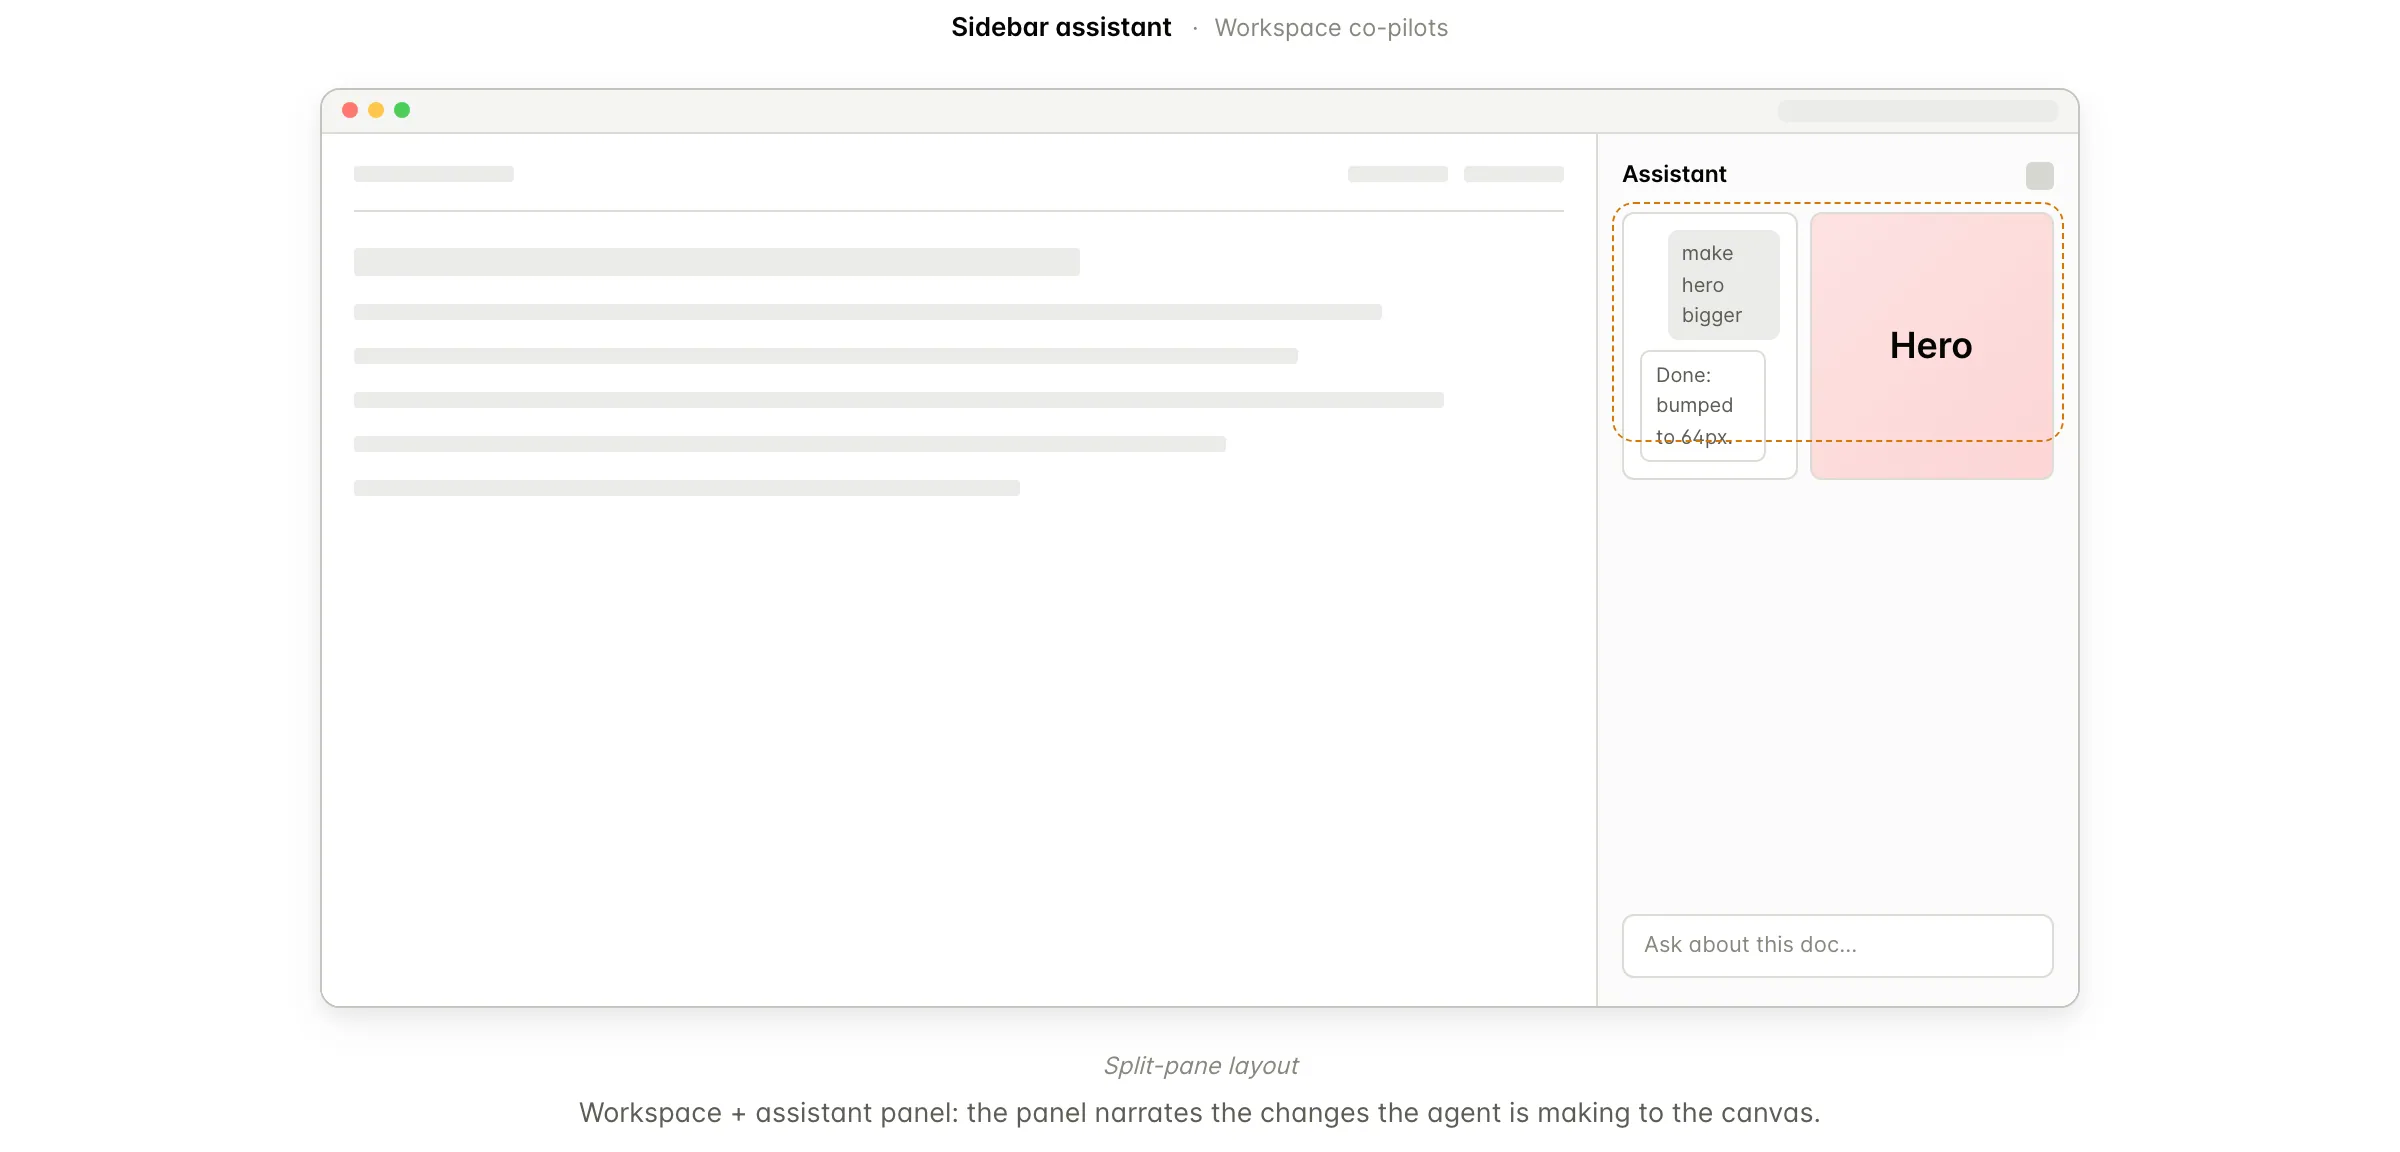 Sidebar assistant · Workspace co-pilots
Assistant
make
hero
bigger
Done:
bumped
to 64px.
Hero
Ask about this doc...
Split-pane layout
Workspace + assistant panel: the panel narrates the changes the agent is making to the canvas.